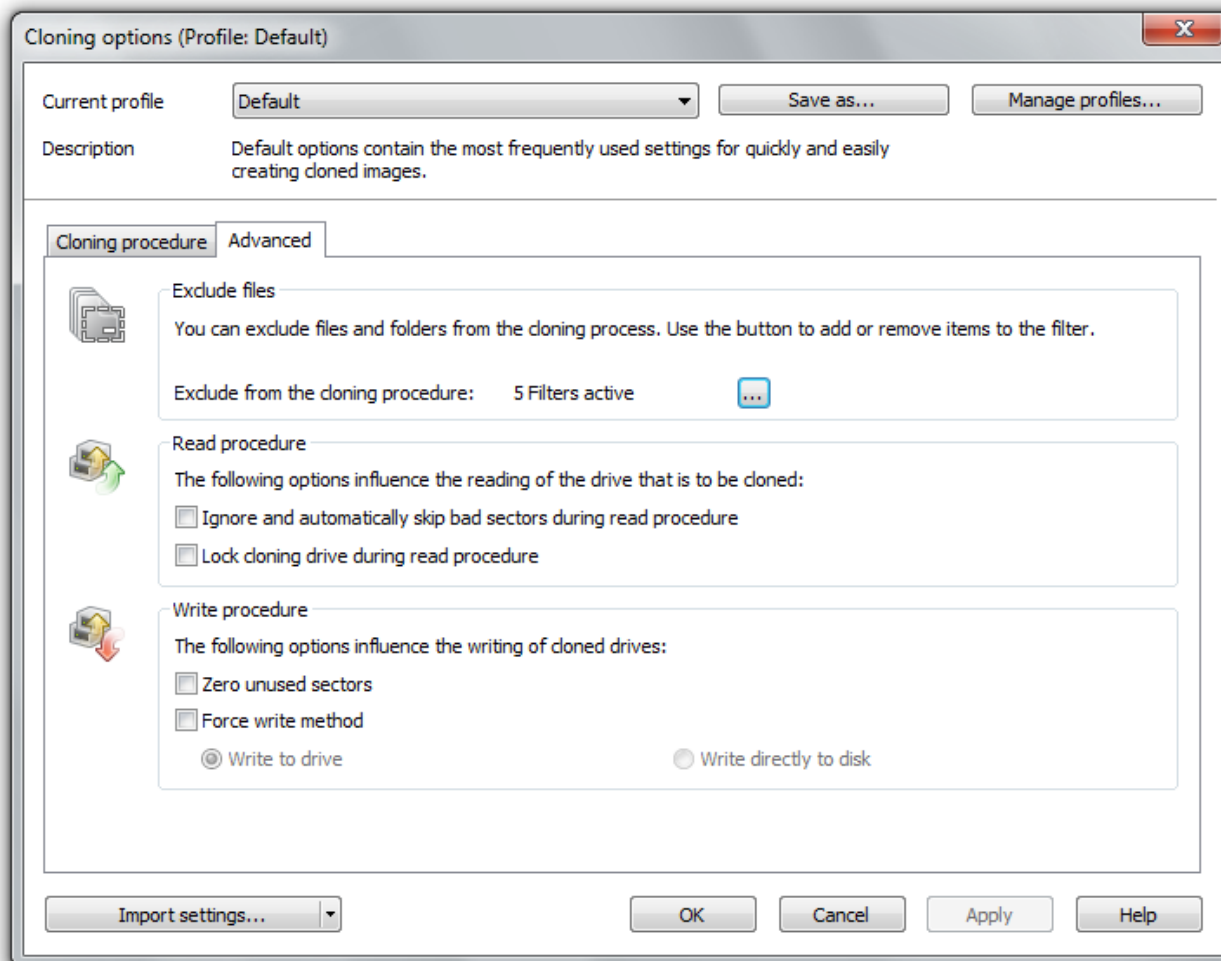 Cloning options (Profile: Default)
X
Current profile
Default
Save as...
Manage profiles...
Description
Default options contain the most frequently used settings for quickly and easily
creating cloned images.
Cloning procedure
Advanced
Exclude files
You can exclude files and folders from the cloning process. Use the button to add or remove items to the filter.
Exclude from the cloning procedure:
5 Filters active
...
Read procedure
The following options influence the reading of the drive that is to be cloned:
Ignore and automatically skip bad sectors during read procedure
Lock cloning drive during read procedure
Write procedure
The following options influence the writing of cloned drives:
Zero unused sectors
Force write method
Write to drive
Write directly to disk
Import settings...
OK
Cancel
Apply
Help